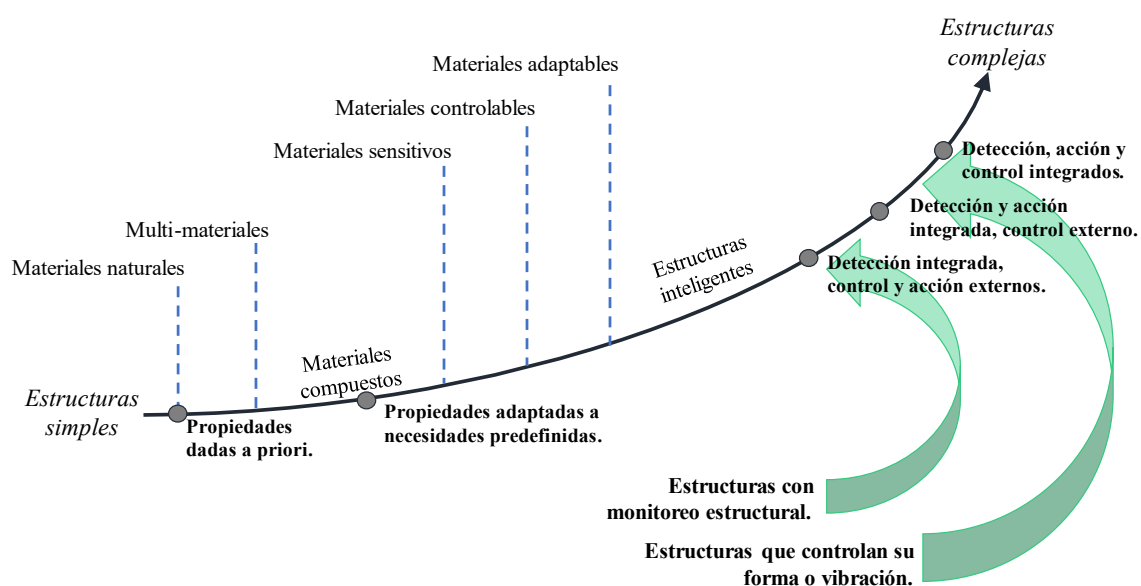 Estructuras
complejas
Materiales adaptables
Materiales controlables
Materiales sensitivos
Detección, acción y
control integrados.
Multi-materiales
Detección y acción
integrada, control externo.
Materiales naturales
Estructuras
inteligentes
Detección integrada,
control y acción externos.
Materiales
compuestos
Estructuras
simples
Propiedades
dadas a priori.
Propiedades adaptadas a
necesidades predefinidas.
Estructuras con
monitoreo estructural.
Estructuras que controlan su
forma o vibración.